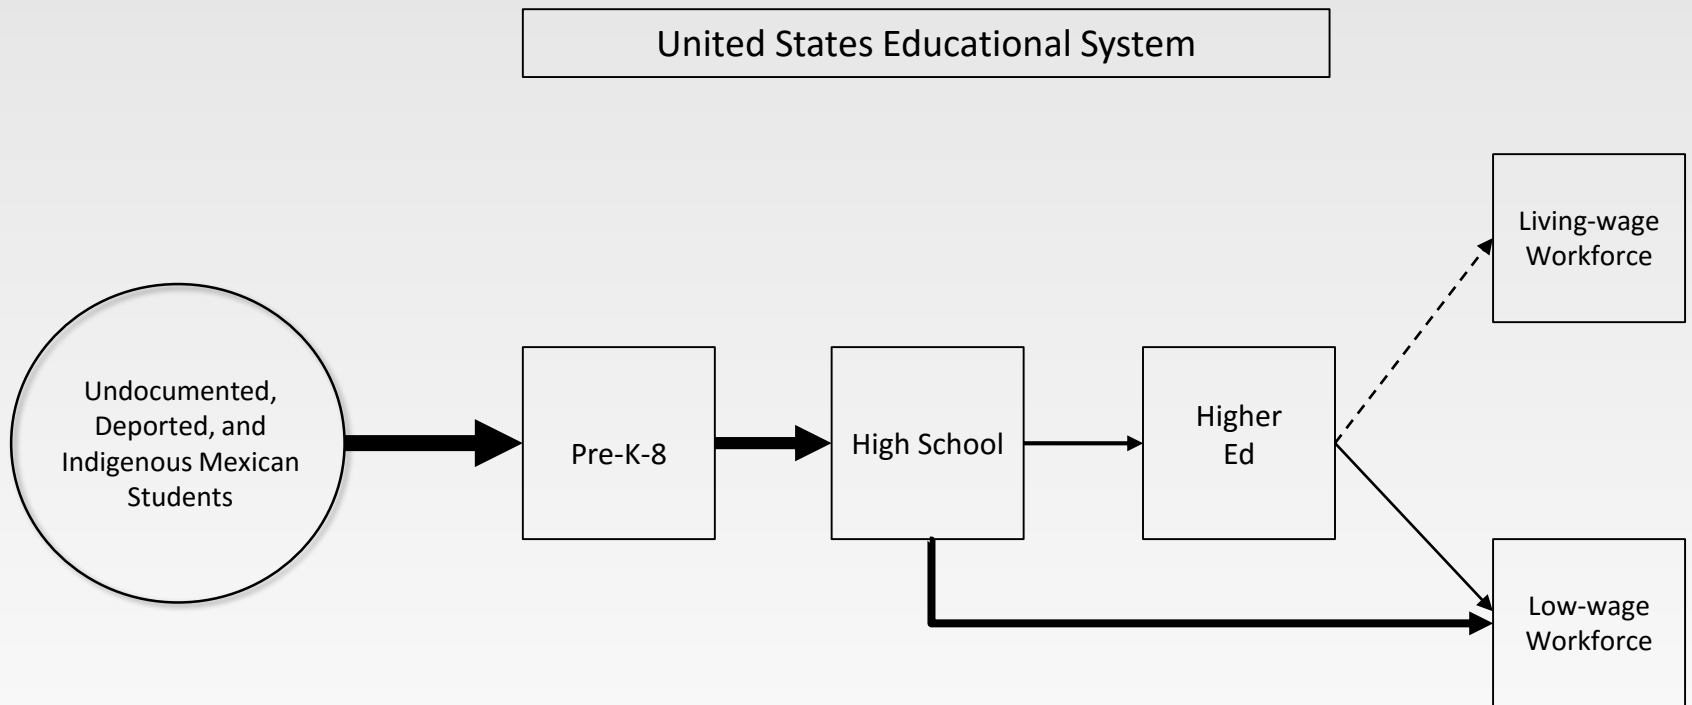 United States Educational System
Living-wage
Workforce
Undocumented,
Deported, and
Indigenous Mexican
Students
Pre-K-8
High School
Higher
Ed
Low-wage
Workforce